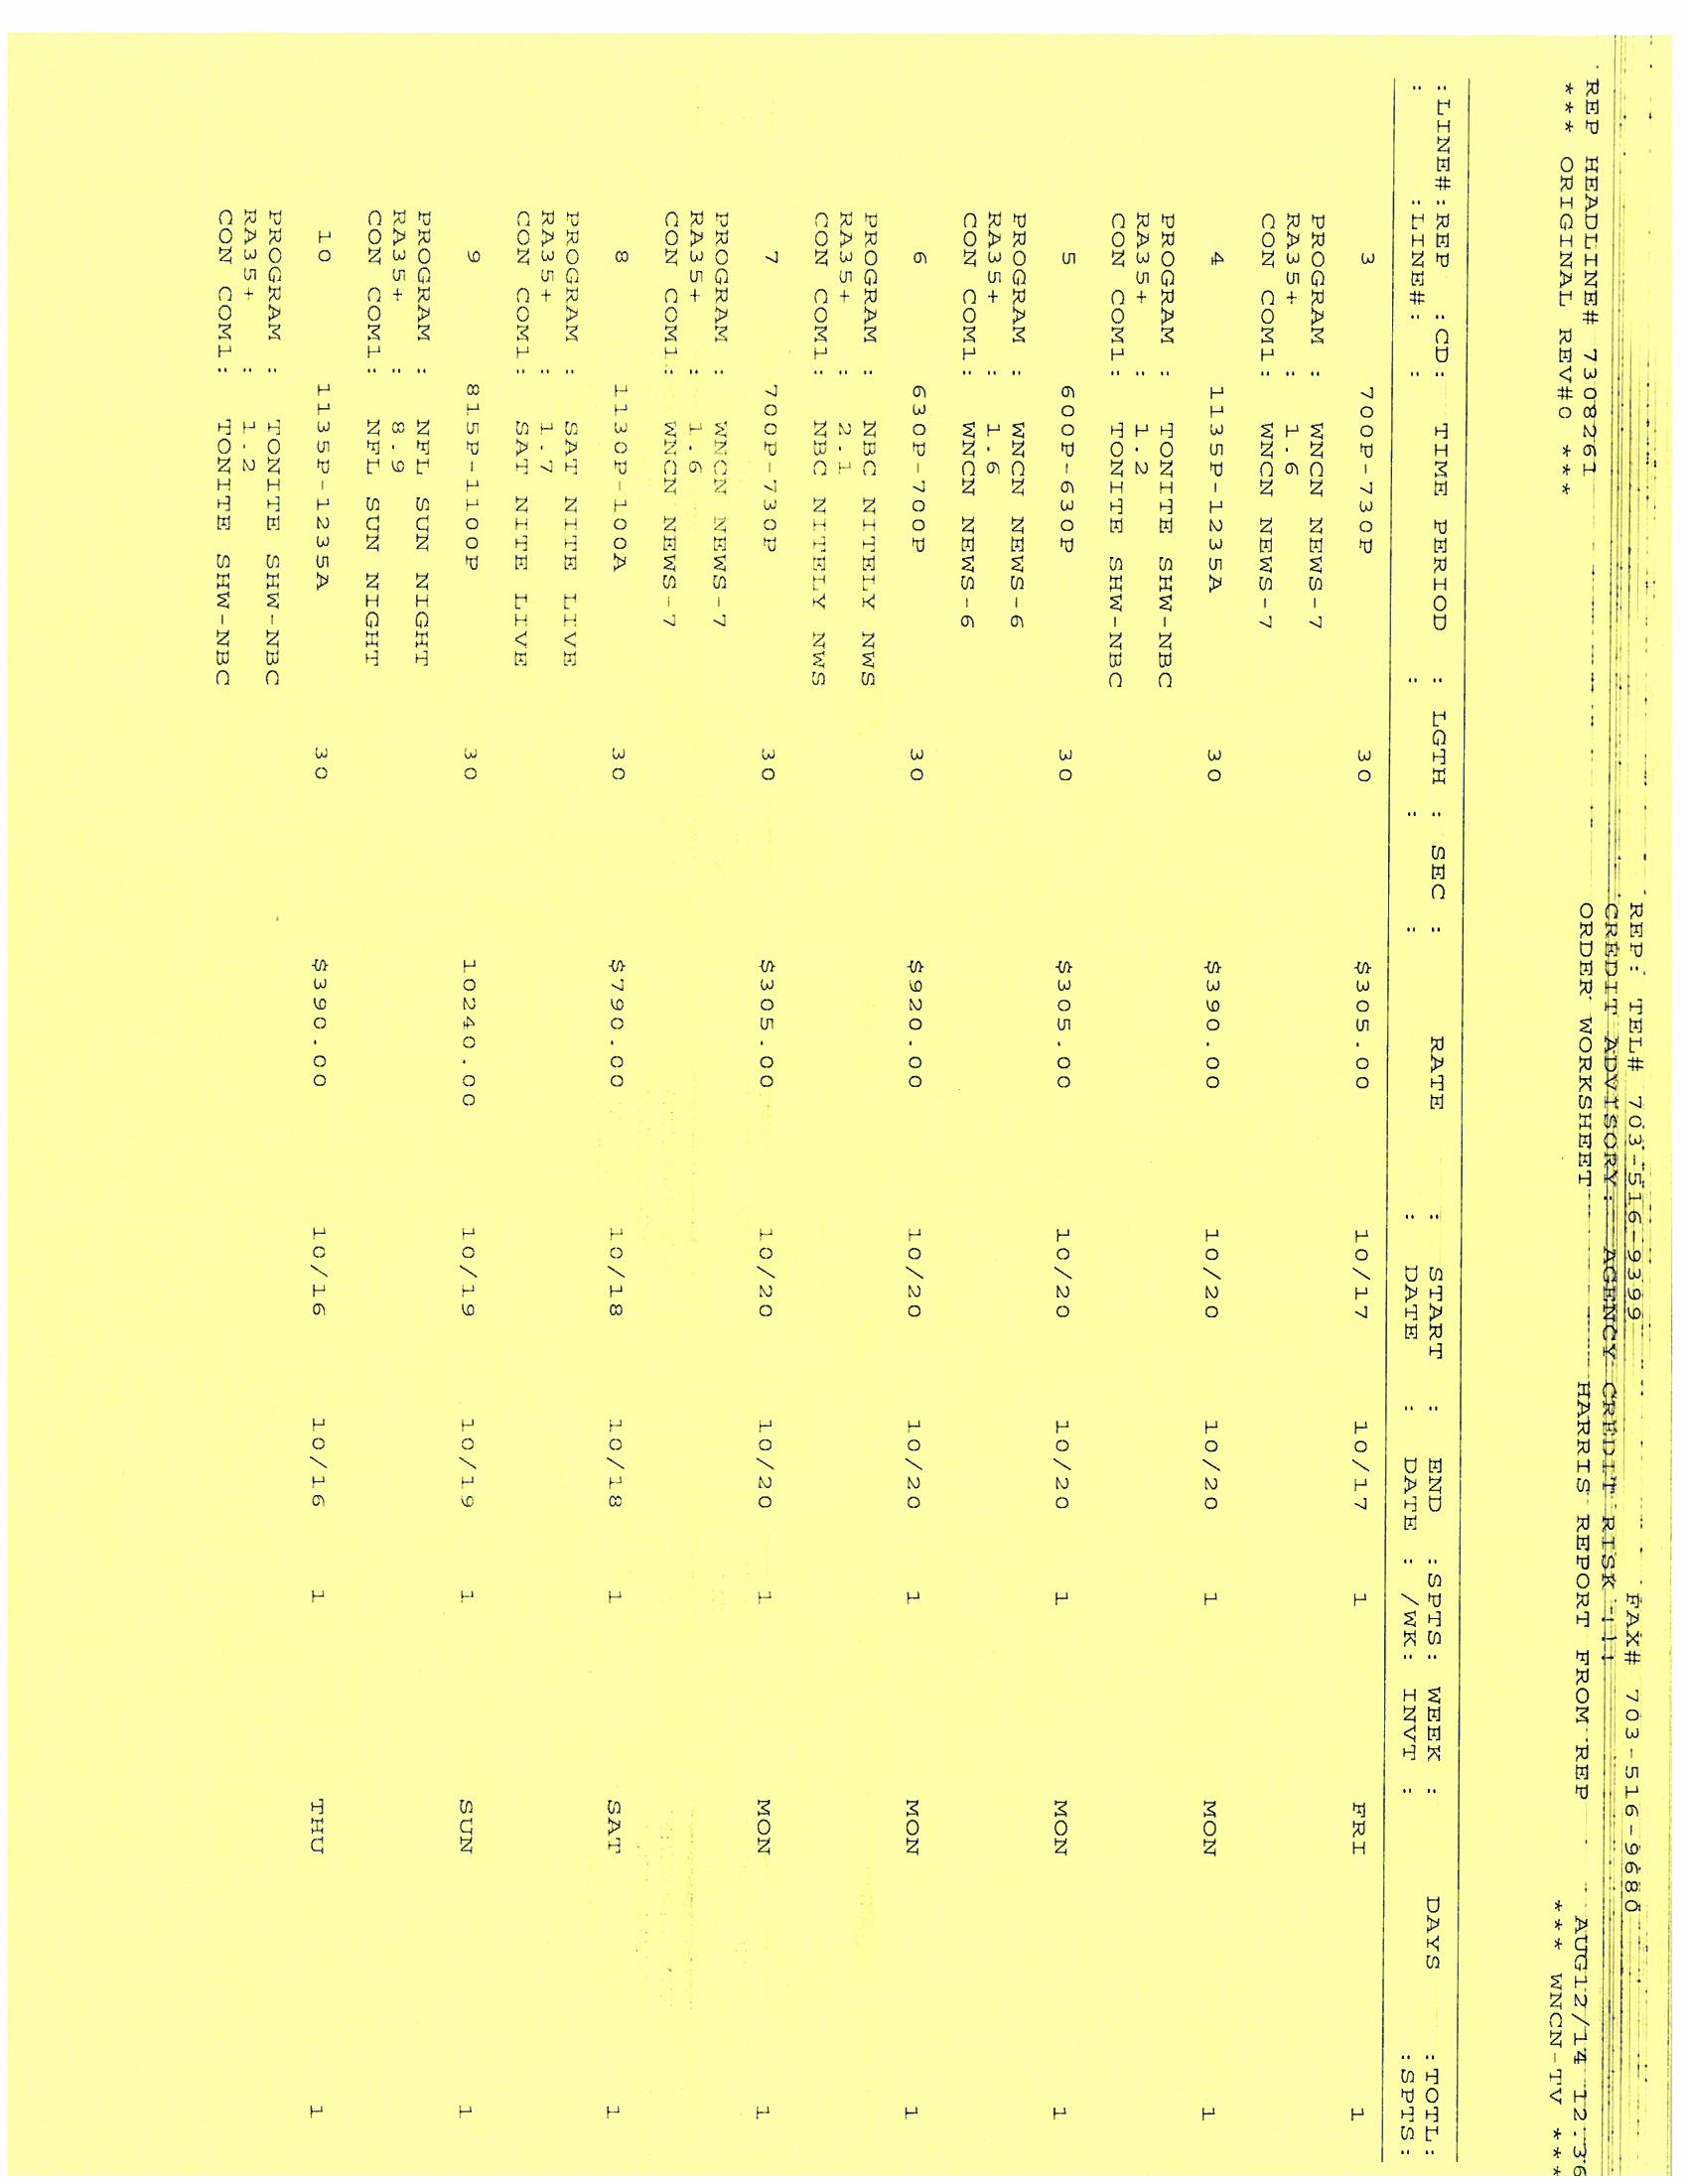 REP: TEL# 703-516-9399 FAX# 703-516-9680
CREDIT ADVISORY: AGENCY CREDIT RISK !!!
REP HEADLINE# 7308261 ORDER WORKSHEET HARRIS REPORT FROM REP AUG12/14 12:36
*** ORIGINAL REV#0 *** *** WNCN-TV ***
:LINE#:REP :CD: TIME PERIOD : LGTH : SEC : RATE : START : END :SPTS: WEEK : DAYS :TOTL:
: :LINE#: : : : : DATE : DATE : /WK: INVT : :SPTS:
3 700P-730P 30 $305.00 10/17 10/17 1 FRI 1
PROGRAM : WNCN NEWS-7
RA35+ : 1.6
CON COM1: WNCN NEWS-7
4 1135P-1235A 30 $390.00 10/20 10/20 1 MON 1
PROGRAM : TONITE SHW-NBC
RA35+ : 1.2
CON COM1: TONITE SHW-NBC
5 600P-630P 30 $305.00 10/20 10/20 1 MON 1
PROGRAM : WNCN NEWS-6
RA35+ : 1.6
CON COM1: WNCN NEWS-6
6 630P-700P 30 $920.00 10/20 10/20 1 MON 1
PROGRAM : NBC NITELY NWS
RA35+ : 2.1
CON COM1: NBC NITELY NWS
7 700P-730P 30 $305.00 10/20 10/20 1 MON 1
PROGRAM : WNCN NEWS-7
RA35+ : 1.6
CON COM1: WNCN NEWS-7
8 1130P-100A 30 $790.00 10/18 10/18 1 SAT 1
PROGRAM : SAT NITE LIVE
RA35+ : 1.7
CON COM1: SAT NITE LIVE
9 815P-1100P 30 10240.00 10/19 10/19 1 SUN 1
PROGRAM : NFL SUN NIGHT
RA35+ : 8.9
CON COM1: NFL SUN NIGHT
10 1135P-1235A 30 $390.00 10/16 10/16 1 THU 1
PROGRAM : TONITE SHW-NBC
RA35+ : 1.2
CON COM1: TONITE SHW-NBC